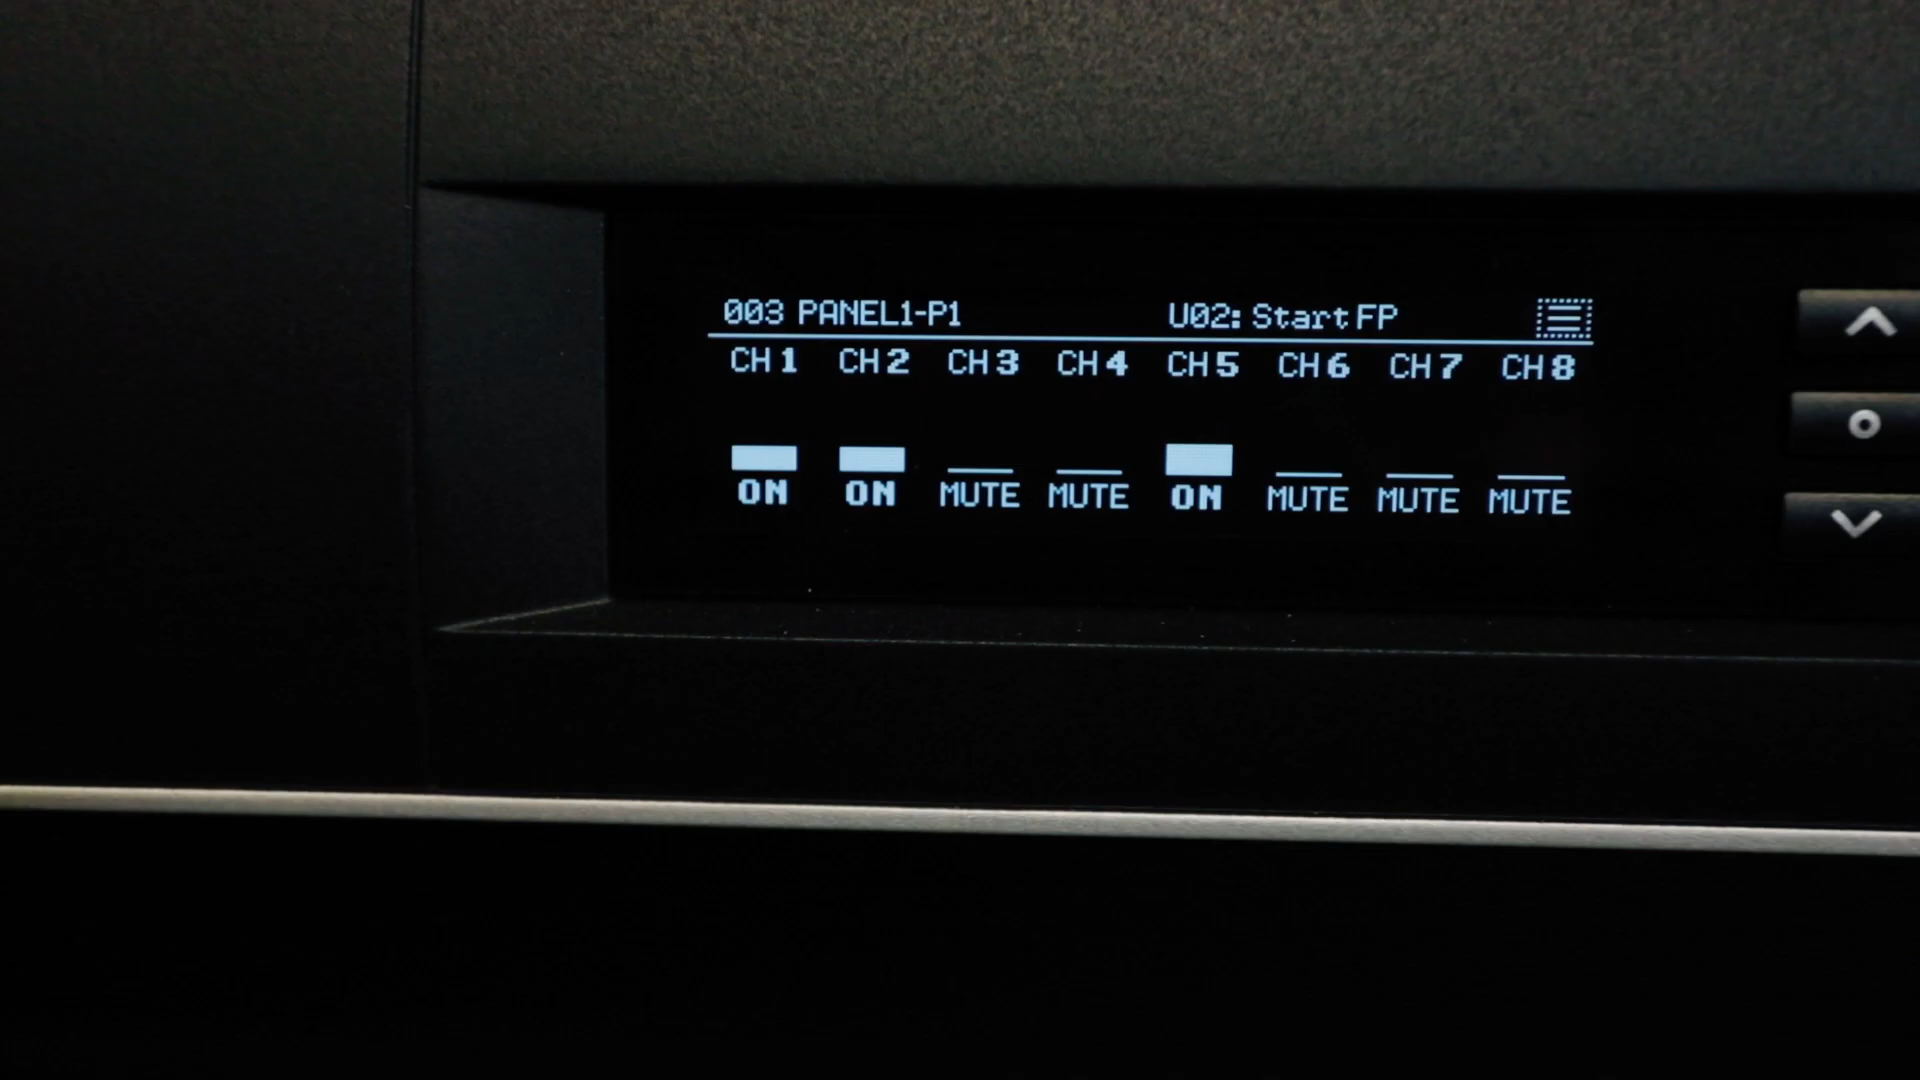 003 PANEL1-P1 U02: Start FP
CH 1 CH 2 CH 3 CH 4 CH 5 CH 6 CH 7 CH 8
ON ON MUTE MUTE ON MUTE MUTE MUTE